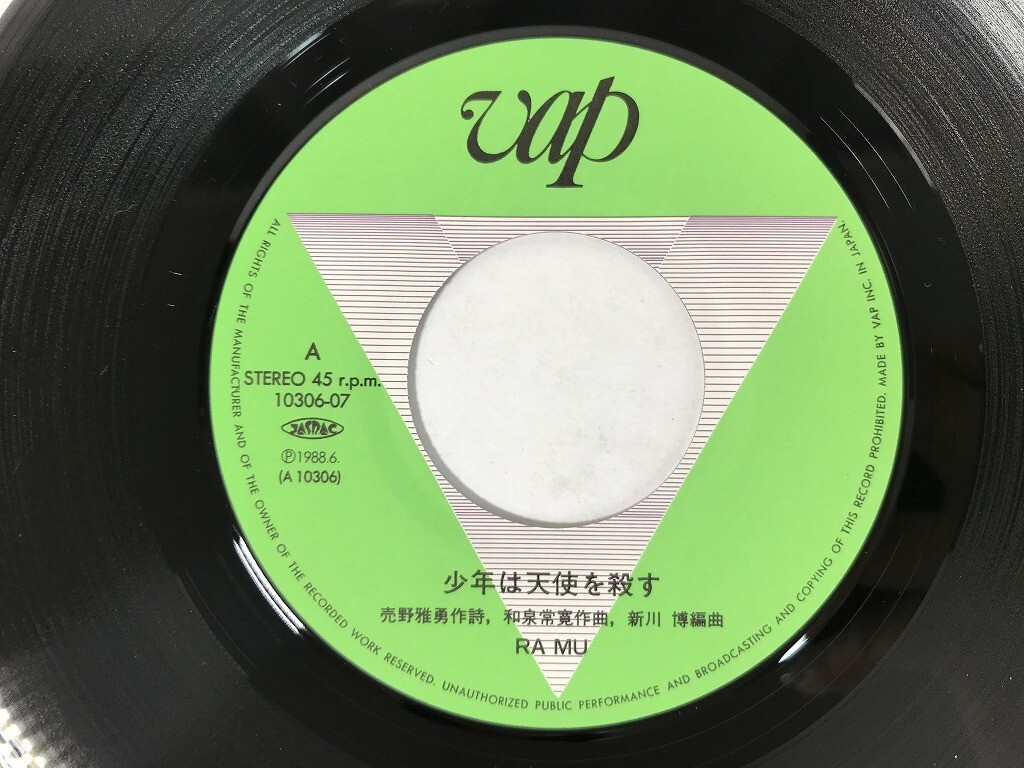 vap
A
STEREO 45 r.p.m.
10306-07
JASRAC
Ⓟ1988.6.
(A 10306)
少年は天使を殺す
売野雅勇作詩, 和泉常寛作曲, 新川 博編曲
RA MU
ALL RIGHTS OF THE MANUFACTURER AND OF THE OWNER OF THE RECORDED WORK RESERVED. UNAUTHORIZED PUBLIC PERFORMANCE AND BROADCASTING AND COPYING OF THIS RECORD PROHIBITED. MADE BY VAP INC. IN JAPAN.